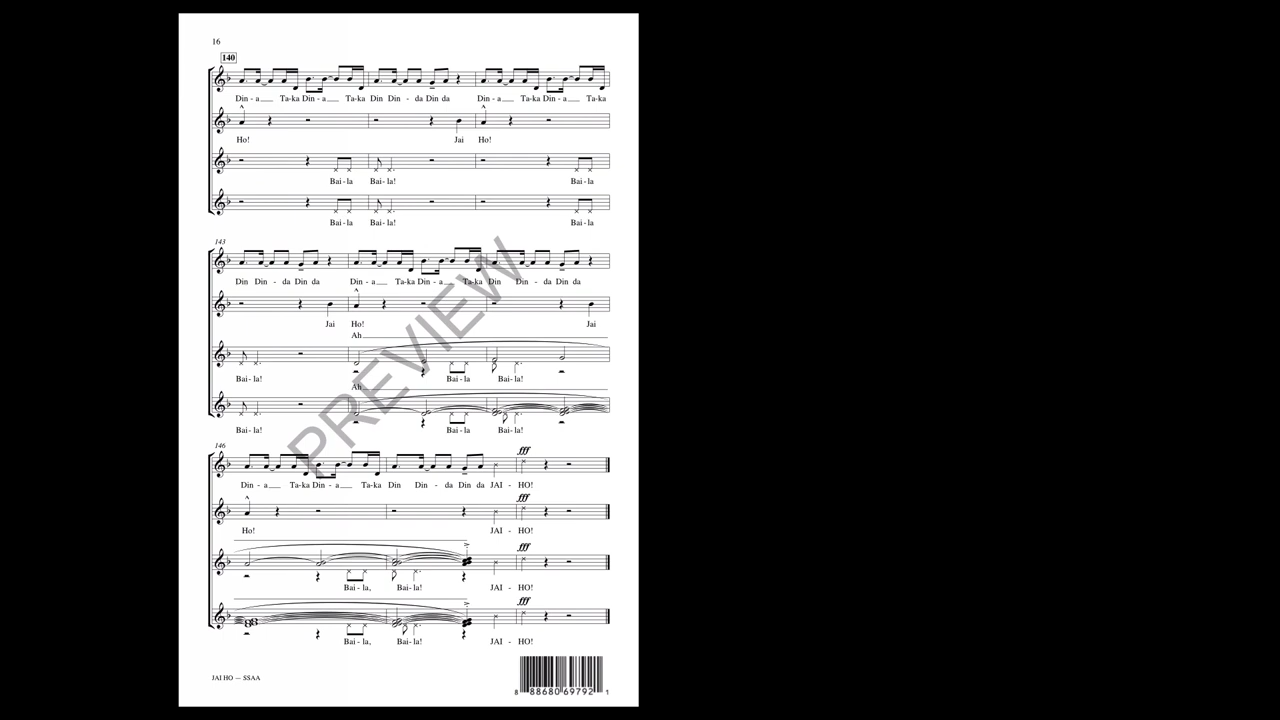 16
140
Din - a Ta-ka Din - a Ta-ka Din Din - da Din da Din - a Ta-ka Din - a Ta-ka
Ho! Jai Ho!
Bai - la Bai - la! Bai - la
Bai - la Bai - la! Bai - la
143
Din Din - da Din da Din - a Ta-ka Din - a Ta-ka Din Din - da Din da
Jai Ho! Jai
Ah
Bai - la! Bai - la Bai - la!
Ah
Bai - la! Bai - la Bai - la!
PREVIEW
146
fff
Din - a Ta-ka Din - a Ta-ka Din Din - da Din da JAI - HO!
fff
Ho! JAI - HO!
fff
Bai - la, Bai - la! JAI - HO!
fff
Bai - la, Bai - la! JAI - HO!
JAI HO — SSAA
8 88680 69792 1